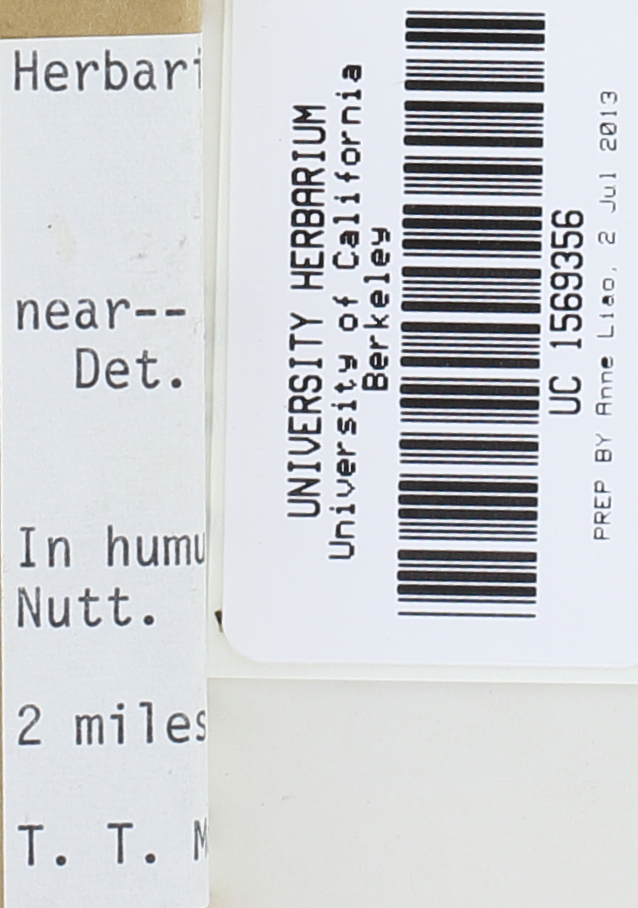 Herbari
near--
Det.
In humu
Nutt.
2 miles
T. T. M
UNIVERSITY HERBARIUM
University of California
Berkeley
UC 1569356
PREP BY Anne Liao, 2 Jul 2013